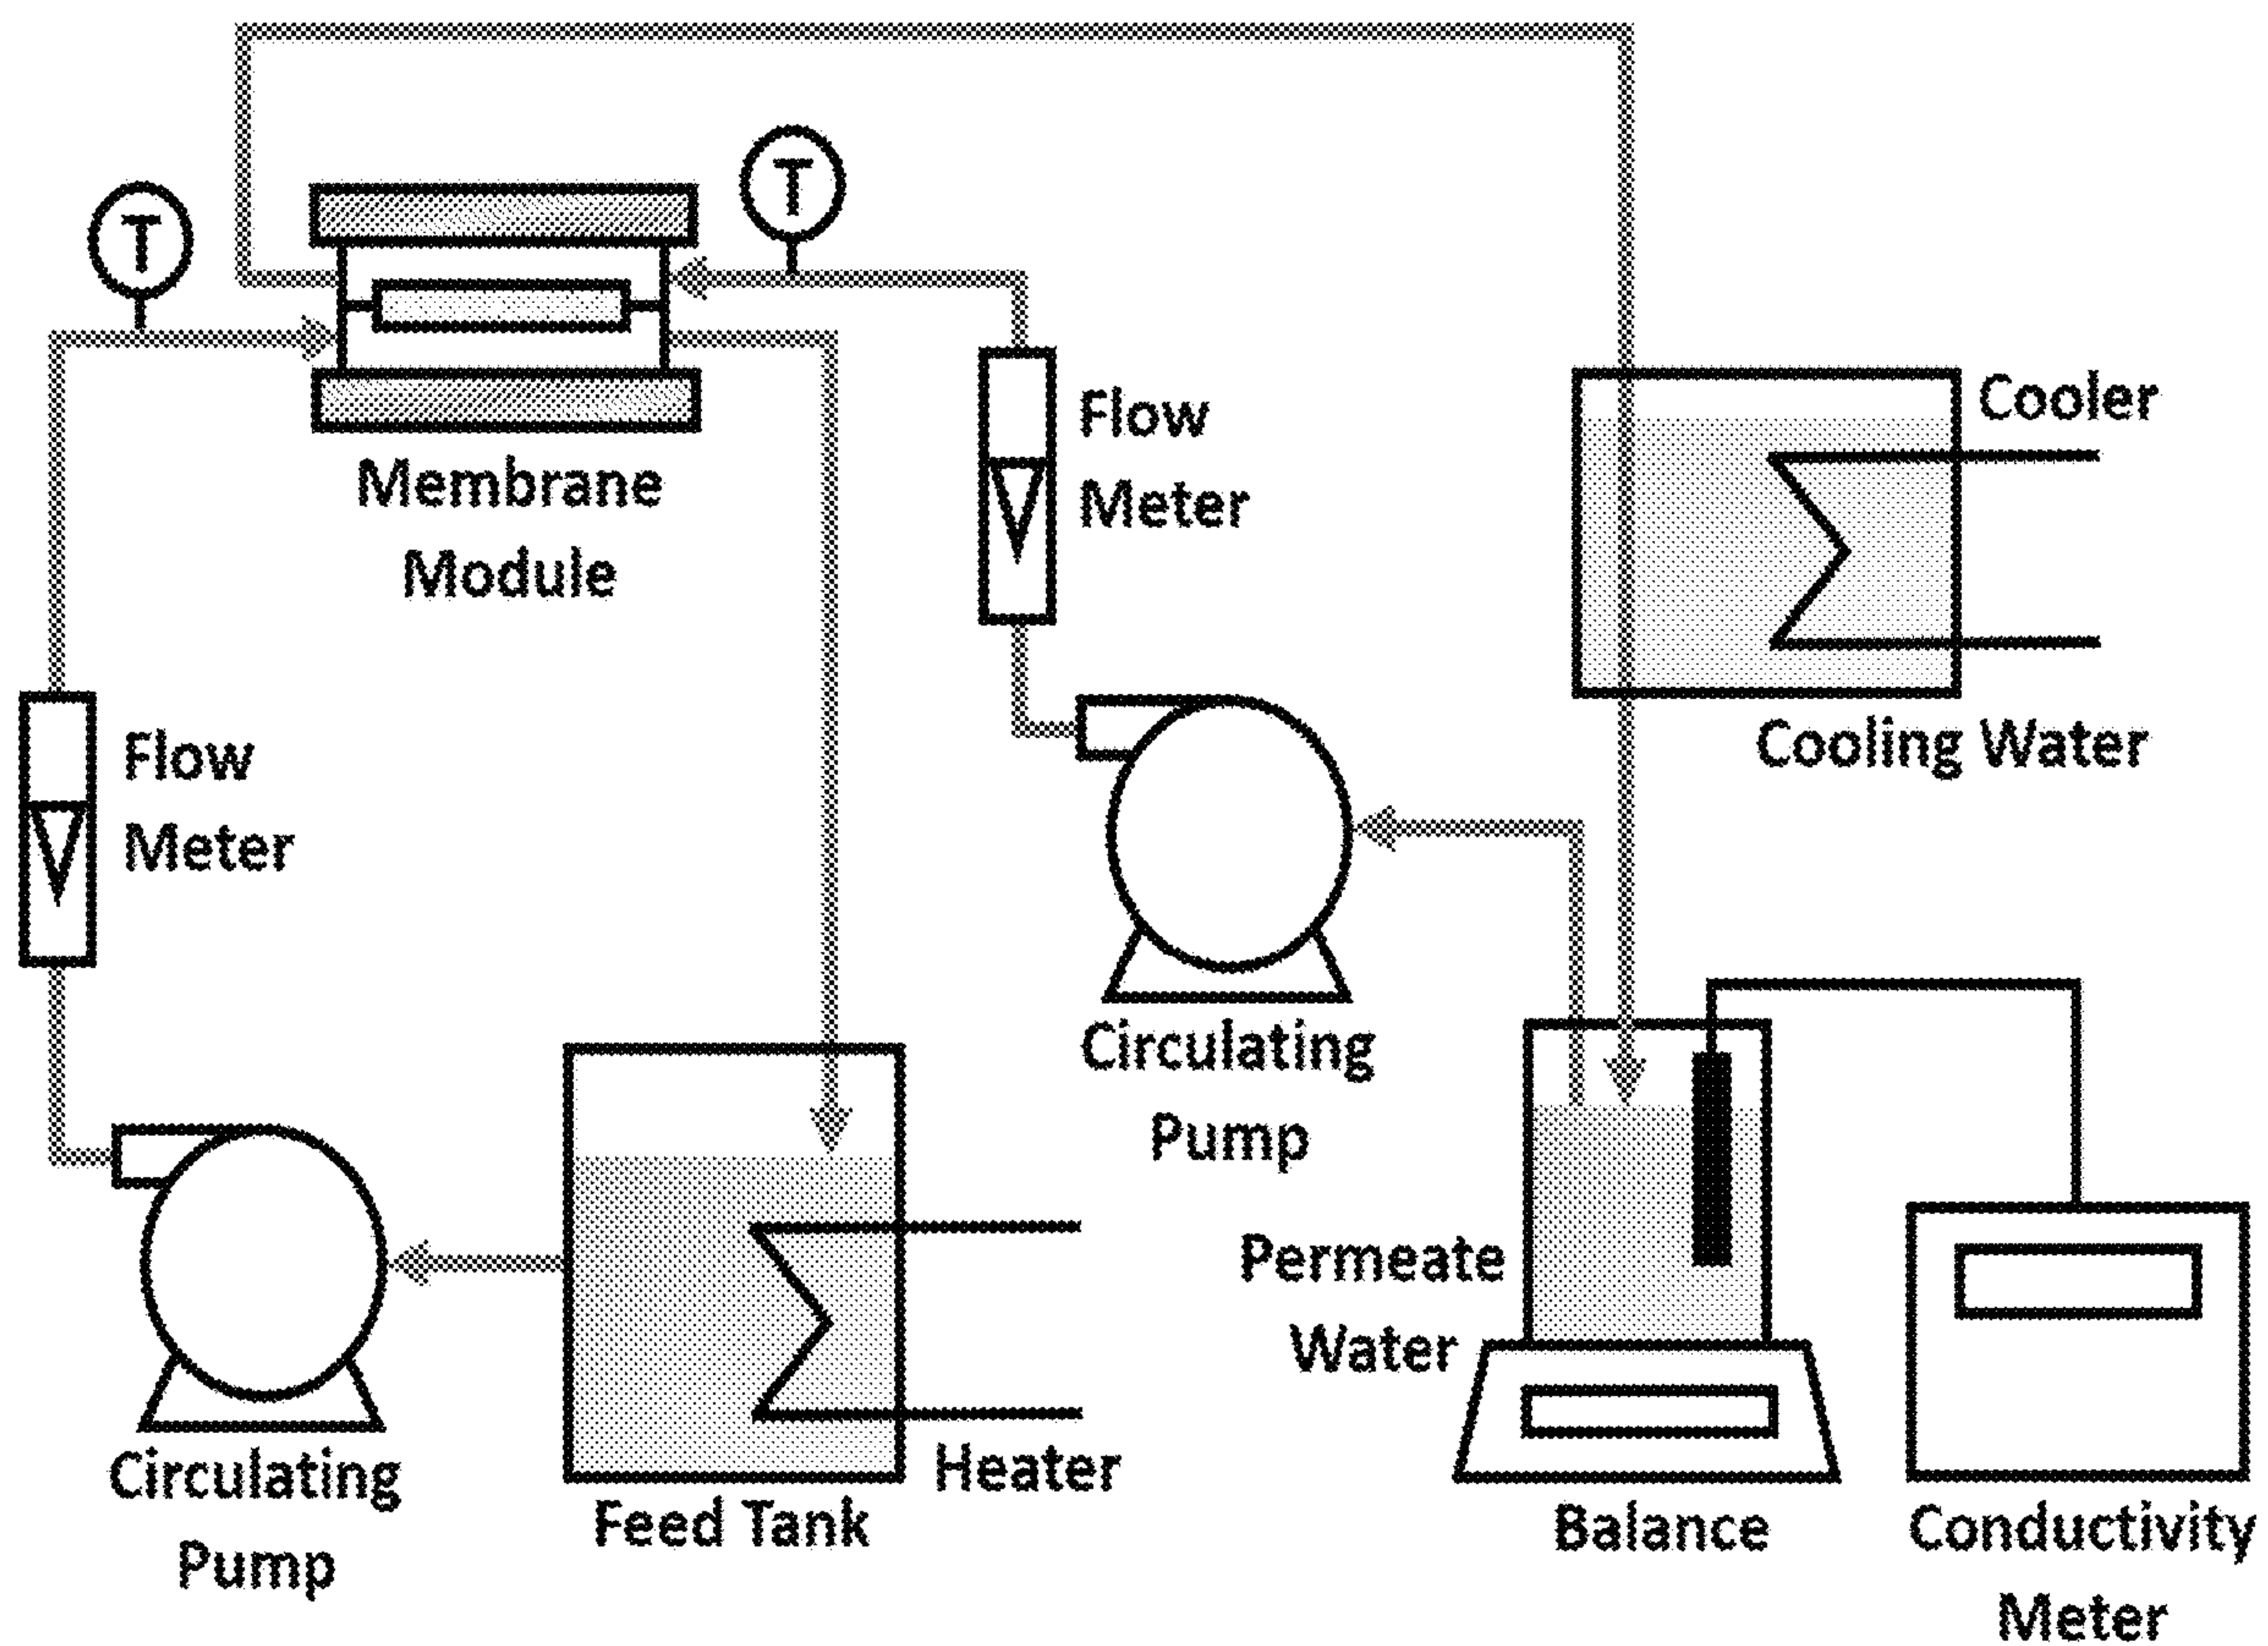 T
T
Membrane
Module
Flow
Meter
Cooler
Cooling Water
Flow
Meter
Circulating
Pump
Permeate
Water
Heater
Feed Tank
Circulating
Pump
Balance
Conductivity
Meter